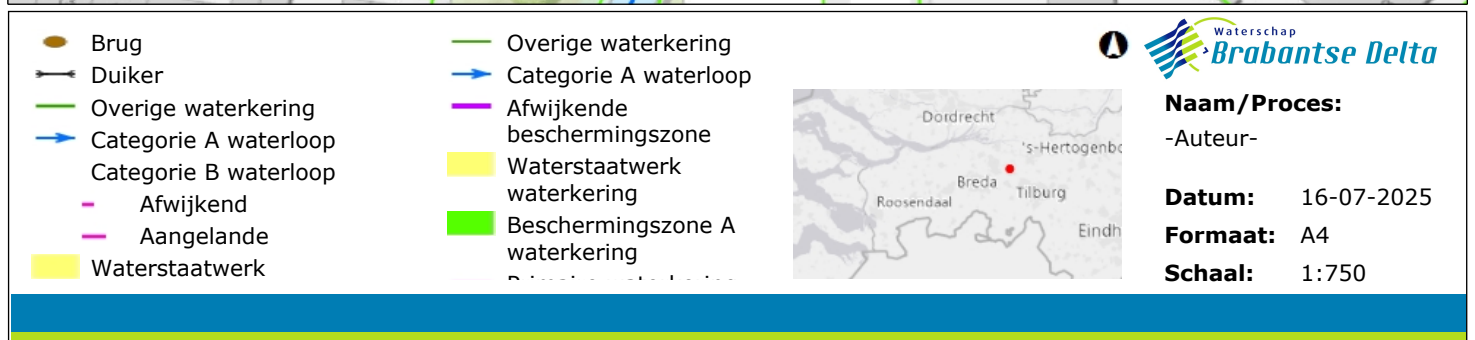 Brug
Duiker
Overige waterkering
Categorie A waterloop
Categorie B waterloop
Afwijkend
Aangelande
Waterstaatwerk
Overige waterkering
Categorie A waterloop
Afwijkende
beschermingszone
Waterstaatwerk
waterkering
Beschermingszone A
waterkering
Dordrecht
's-Hertogenbo
Breda
Tilburg
Roosendaal
Eindh
Waterschap
Brabantse Delta
Naam/Proces:
-Auteur-
Datum: 16-07-2025
Formaat: A4
Schaal: 1:750